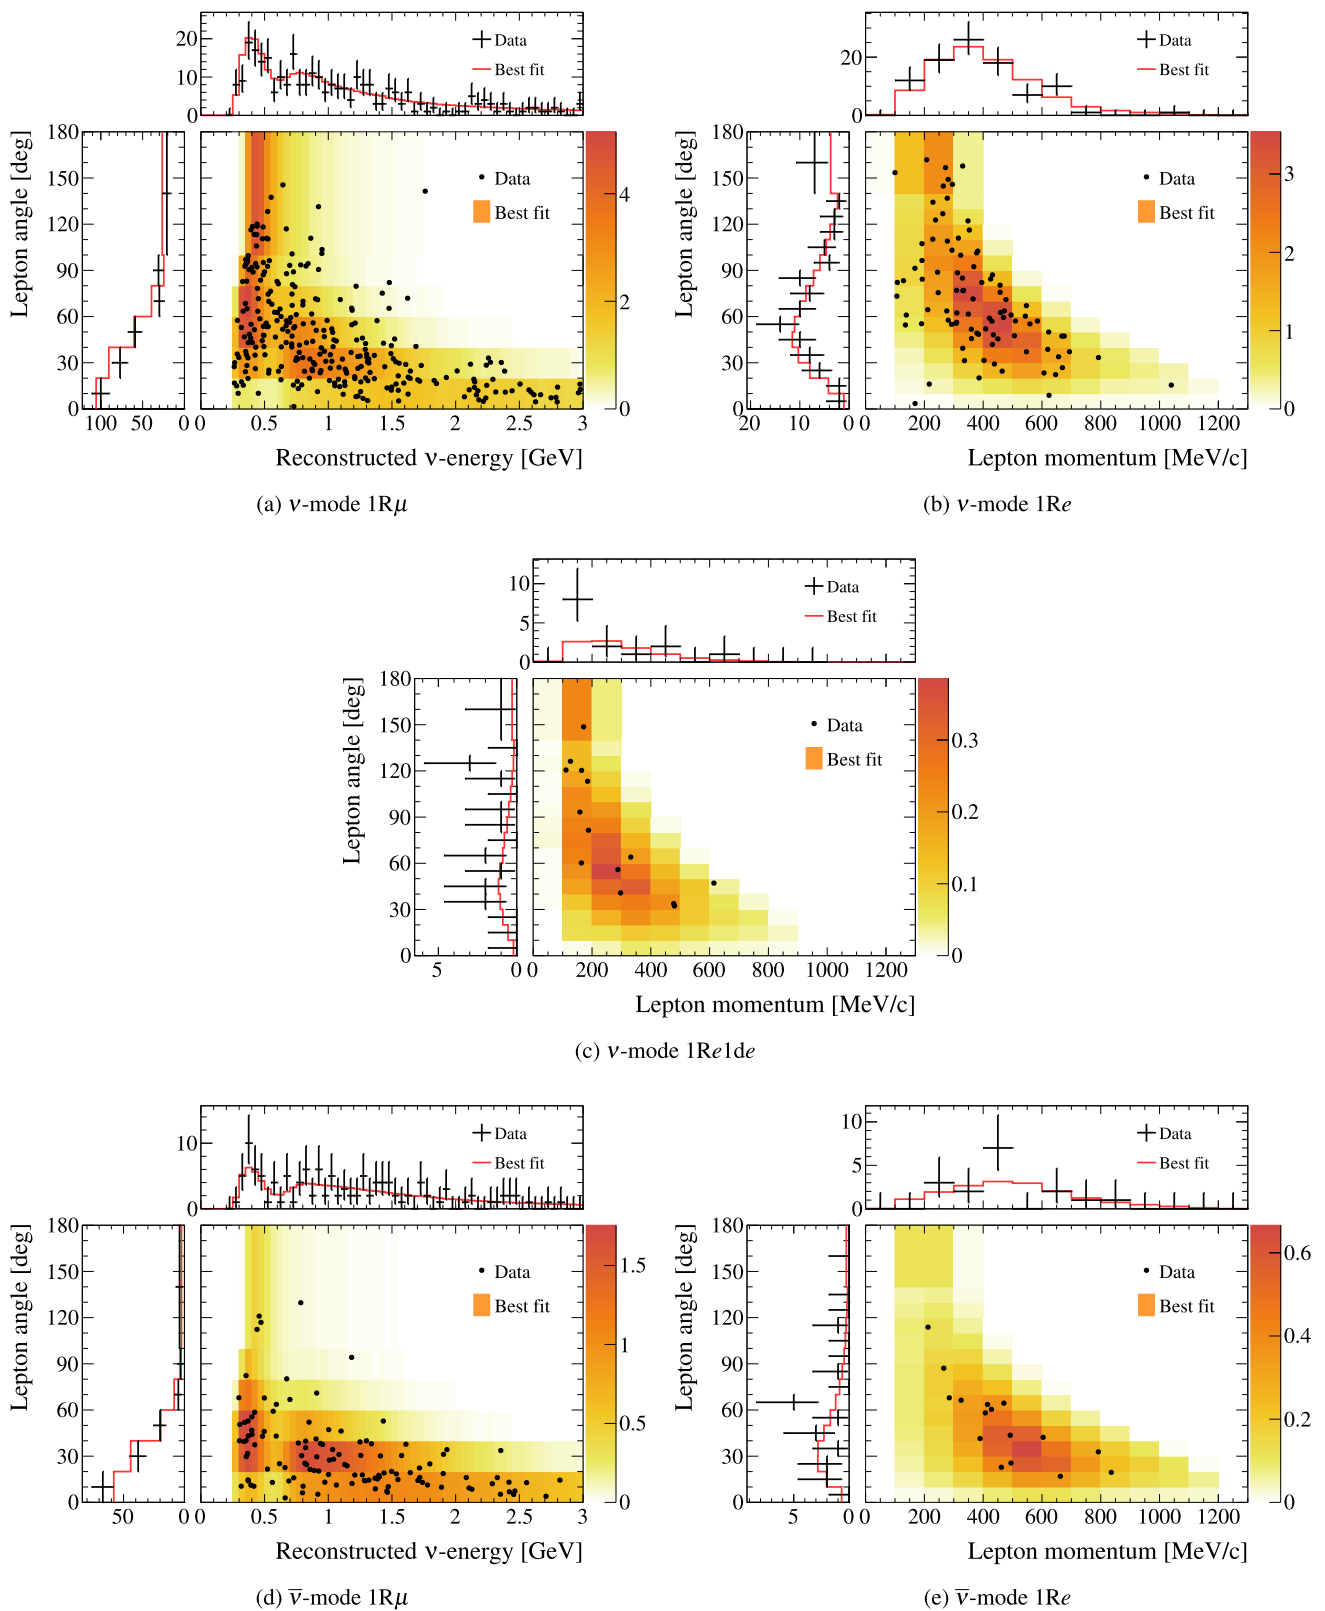 20
10
0
Data
Best fit
Lepton angle [deg]
180
150
120
90
60
30
0
100 50 0
Data
Best fit
0 0.5 1 1.5 2 2.5 3
4
2
0
Reconstructed ν-energy [GeV]
(a) ν-mode 1Rμ
20
0
Data
Best fit
Lepton angle [deg]
180
150
120
90
60
30
0
20 10 0
Data
Best fit
0 200 400 600 800 1000 1200
3
2
1
0
Lepton momentum [MeV/c]
(b) ν-mode 1Re
10
5
0
Data
Best fit
Lepton angle [deg]
180
150
120
90
60
30
0
5 0
Data
Best fit
0 200 400 600 800 1000 1200
0.3
0.2
0.1
0
Lepton momentum [MeV/c]
(c) ν-mode 1Re1de
10
0
Data
Best fit
Lepton angle [deg]
180
150
120
90
60
30
0
50 0
Data
Best fit
0 0.5 1 1.5 2 2.5 3
1.5
1
0.5
0
Reconstructed ν-energy [GeV]
(d) ν̅-mode 1Rμ
10
5
0
Data
Best fit
Lepton angle [deg]
180
150
120
90
60
30
0
5 0
Data
Best fit
0 200 400 600 800 1000 1200
0.6
0.4
0.2
0
Lepton momentum [MeV/c]
(e) ν̅-mode 1Re